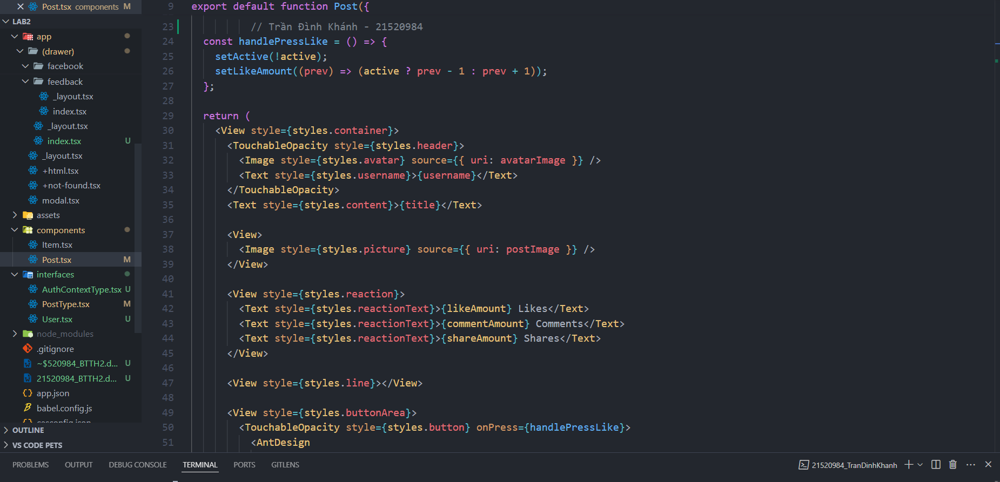 Post.tsx components M
LAB2
app
(drawer)
facebook
feedback
_layout.tsx
index.tsx
_layout.tsx
index.tsx U
_layout.tsx
+html.tsx
+not-found.tsx
modal.tsx
assets
components
Item.tsx
Post.tsx M
interfaces
AuthContextType.tsx U
PostType.tsx M
User.tsx U
node_modules
.gitignore
~$520984_BTTH2.d... U
21520984_BTTH2.d... U
app.json
babel.config.js
OUTLINE
VS CODE PETS
9 export default function Post({
23 // Trần Đình Khánh - 21520984
24 const handlePressLike = () => {
25 setActive(!active);
26 setLikeAmount((prev) => (active ? prev - 1 : prev + 1));
27 };
28
29 return (
30 <View style={styles.container}>
31 <TouchableOpacity style={styles.header}>
32 <Image style={styles.avatar} source={{ uri: avatarImage }} />
33 <Text style={styles.username}>{username}</Text>
34 </TouchableOpacity>
35 <Text style={styles.content}>{title}</Text>
36
37 <View>
38 <Image style={styles.picture} source={{ uri: postImage }} />
39 </View>
40
41 <View style={styles.reaction}>
42 <Text style={styles.reactionText}>{likeAmount} Likes</Text>
43 <Text style={styles.reactionText}>{commentAmount} Comments</Text>
44 <Text style={styles.reactionText}>{shareAmount} Shares</Text>
45 </View>
46
47 <View style={styles.line}></View>
48
49 <View style={styles.buttonArea}>
50 <TouchableOpacity style={styles.button} onPress={handlePressLike}>
51 <AntDesign
PROBLEMS OUTPUT DEBUG CONSOLE TERMINAL PORTS GITLENS 21520984_TranDinhKhanh